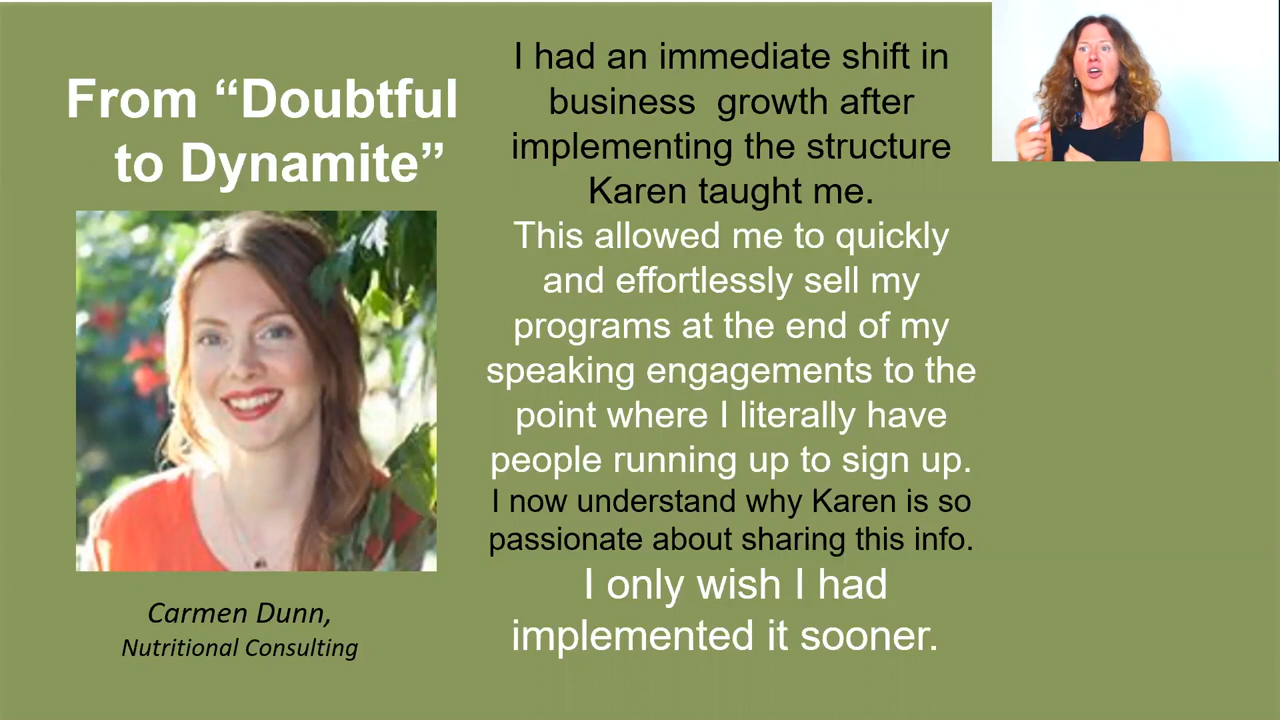 From “Doubtful
to Dynamite”
Carmen Dunn,
Nutritional Consulting
I had an immediate shift in
business  growth after
implementing the structure
Karen taught me.
This allowed me to quickly
and effortlessly sell my
programs at the end of my
speaking engagements to the
point where I literally have
people running up to sign up.
I now understand why Karen is so
passionate about sharing this info.
I only wish I had
implemented it sooner.